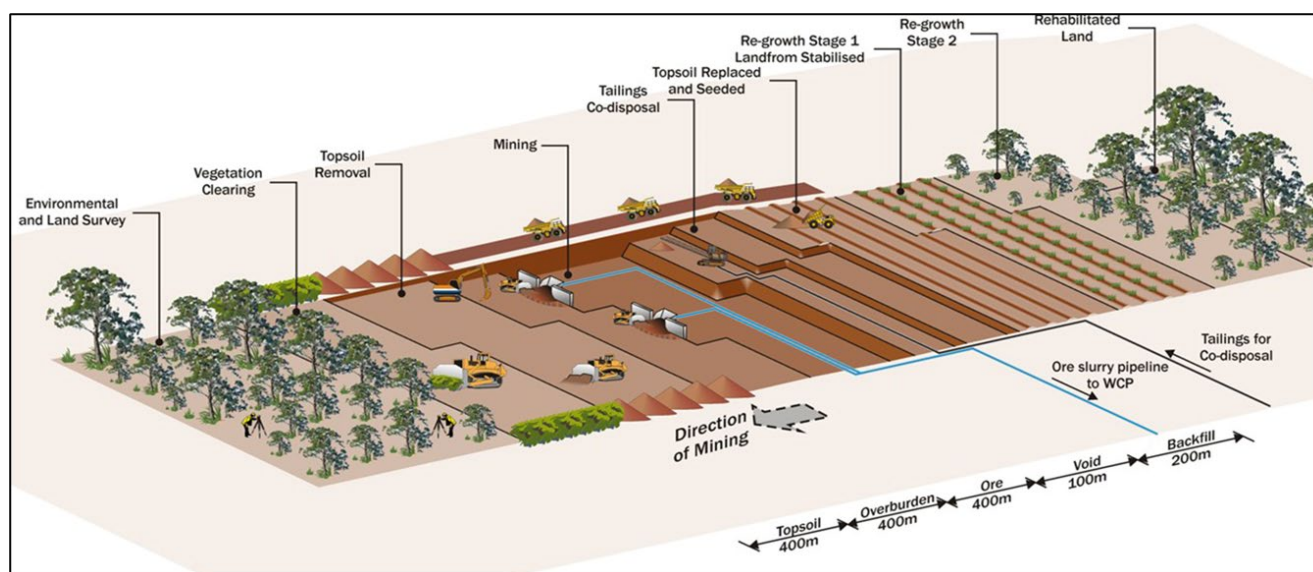 Environmental
and Land Survey
Vegetation
Clearing
Topsoil
Removal
Mining
Tailings
Co-disposal
Topsoil Replaced
and Seeded
Re-growth Stage 1
Landfrom Stabilised
Re-growth
Stage 2
Rehabilitated
Land
Tailings for
Co-disposal
Ore slurry pipeline
to WCP
Direction
of Mining
Topsoil
400m
Overburden
400m
Ore
400m
Void
100m
Backfill
200m